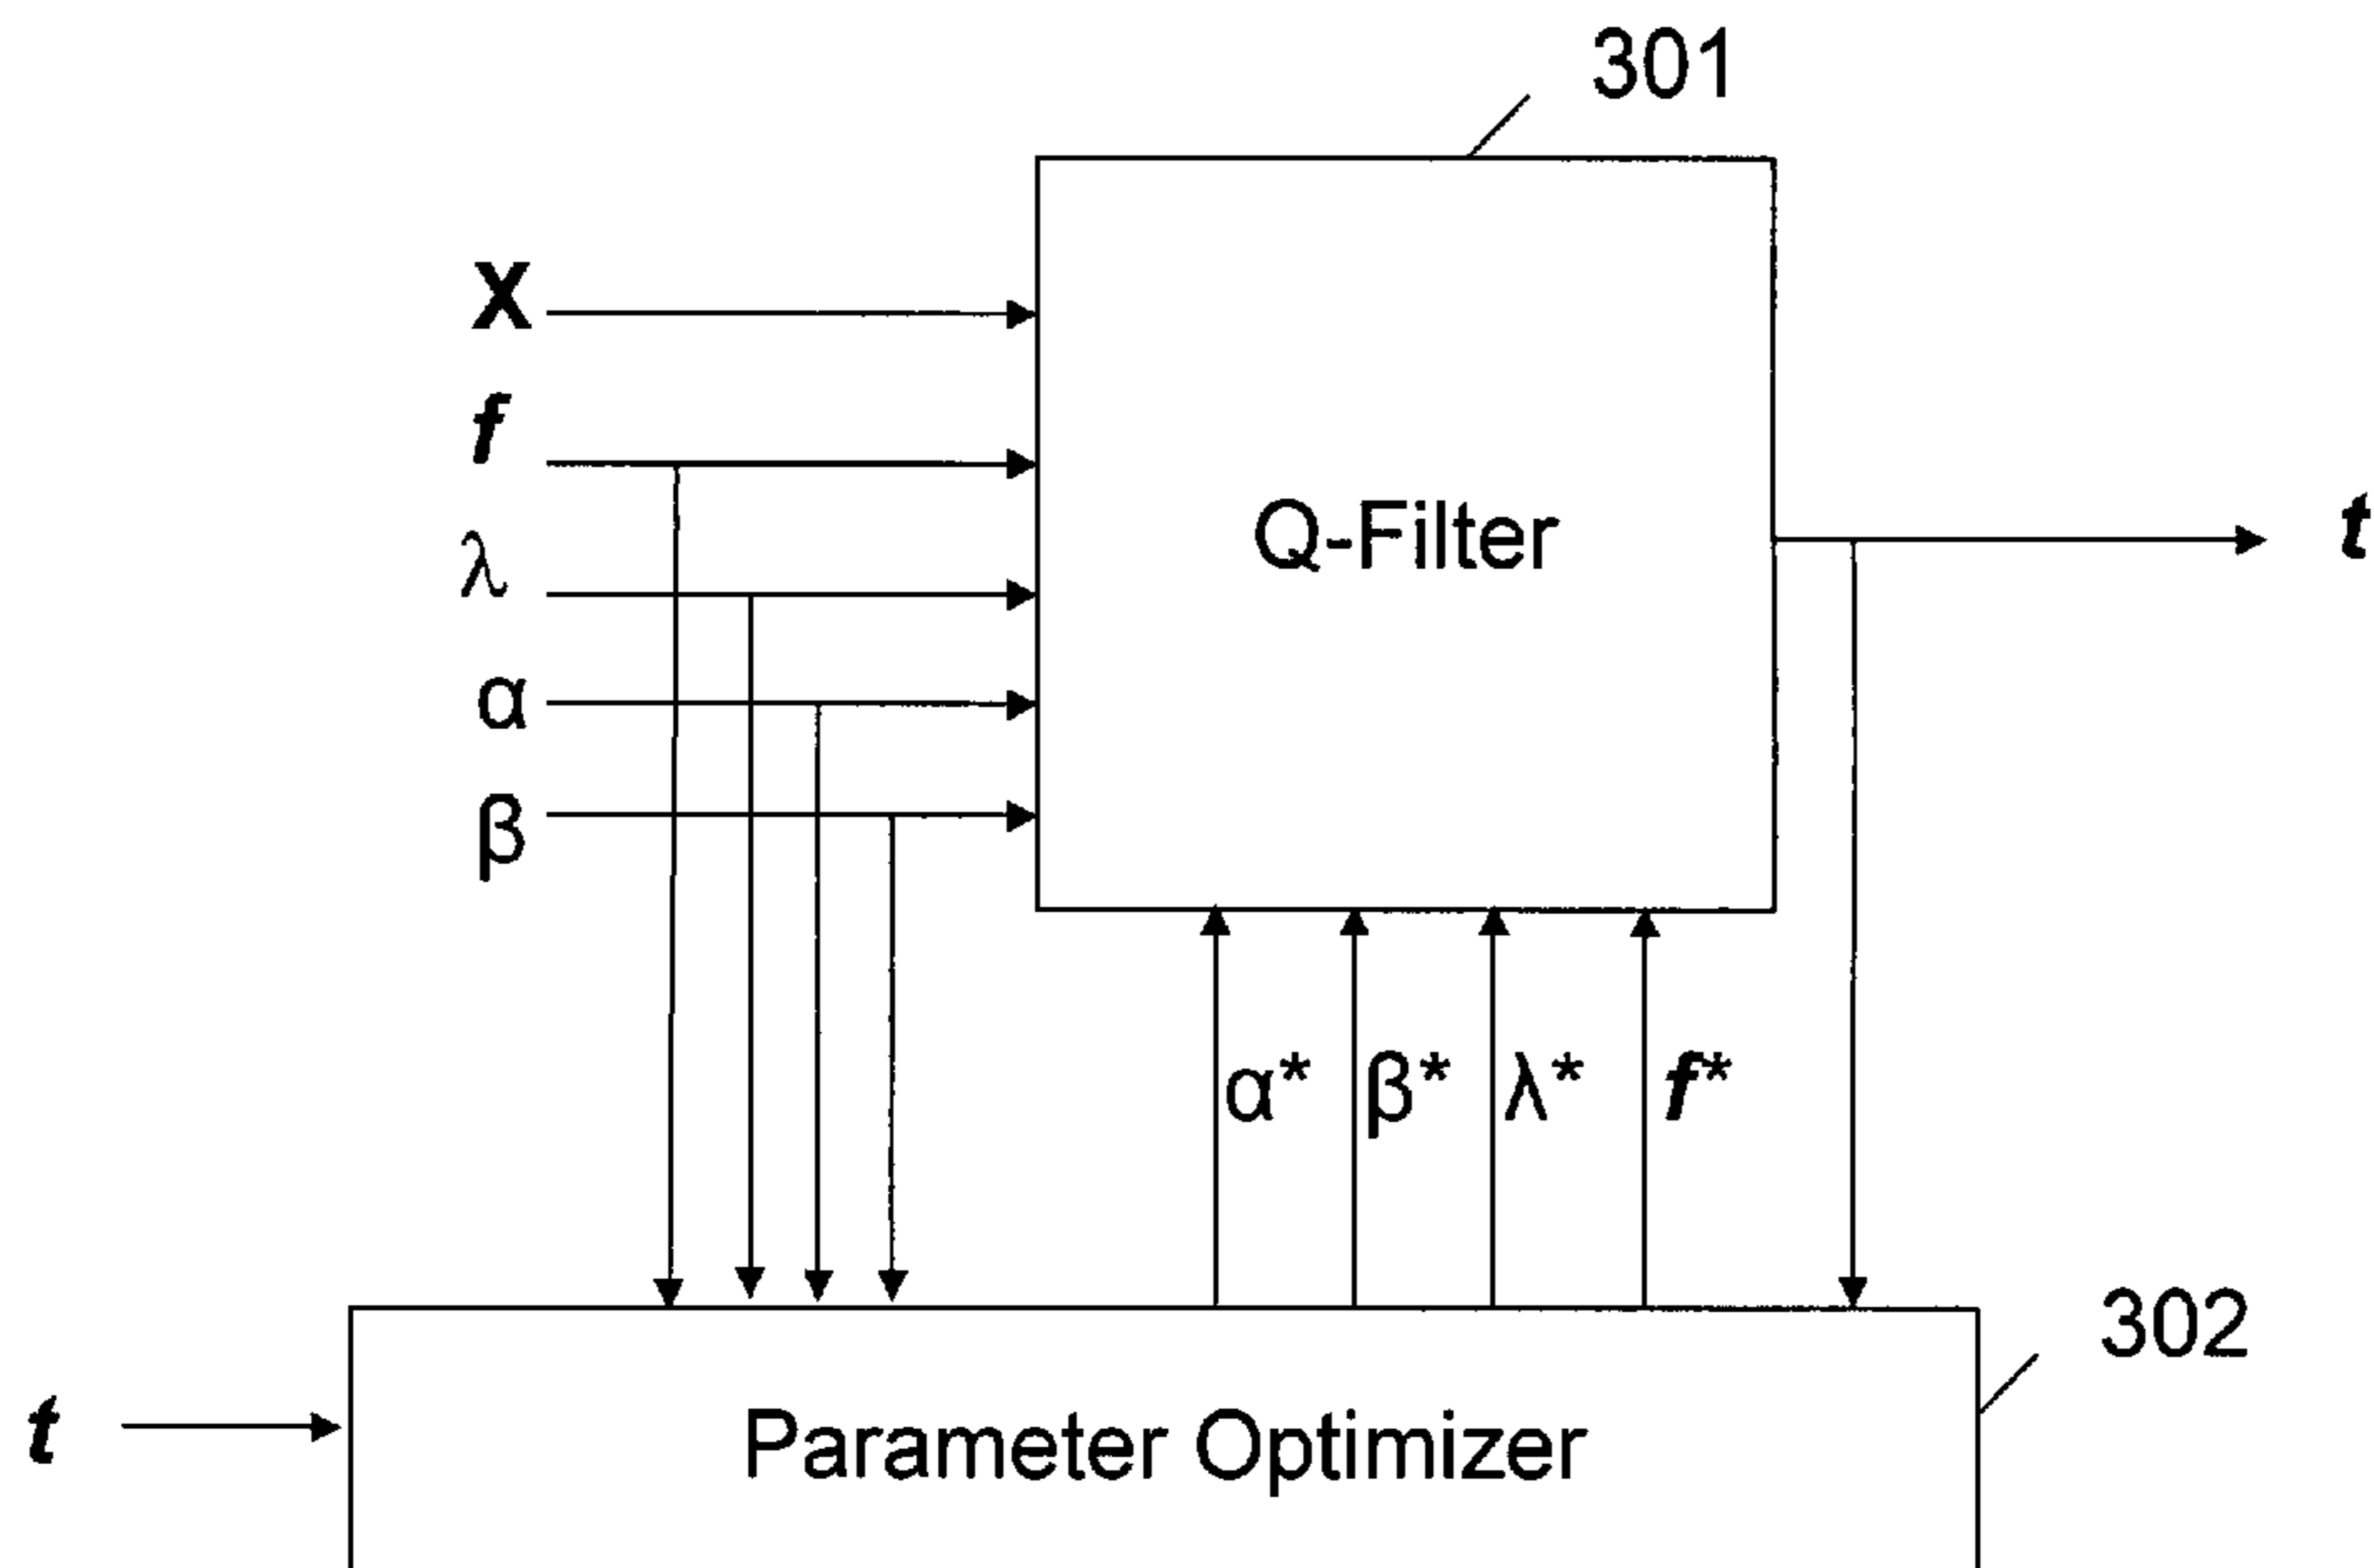 301
X
f
λ
α
β
Q-Filter
t
α* β* λ* f*
302
t
Parameter Optimizer